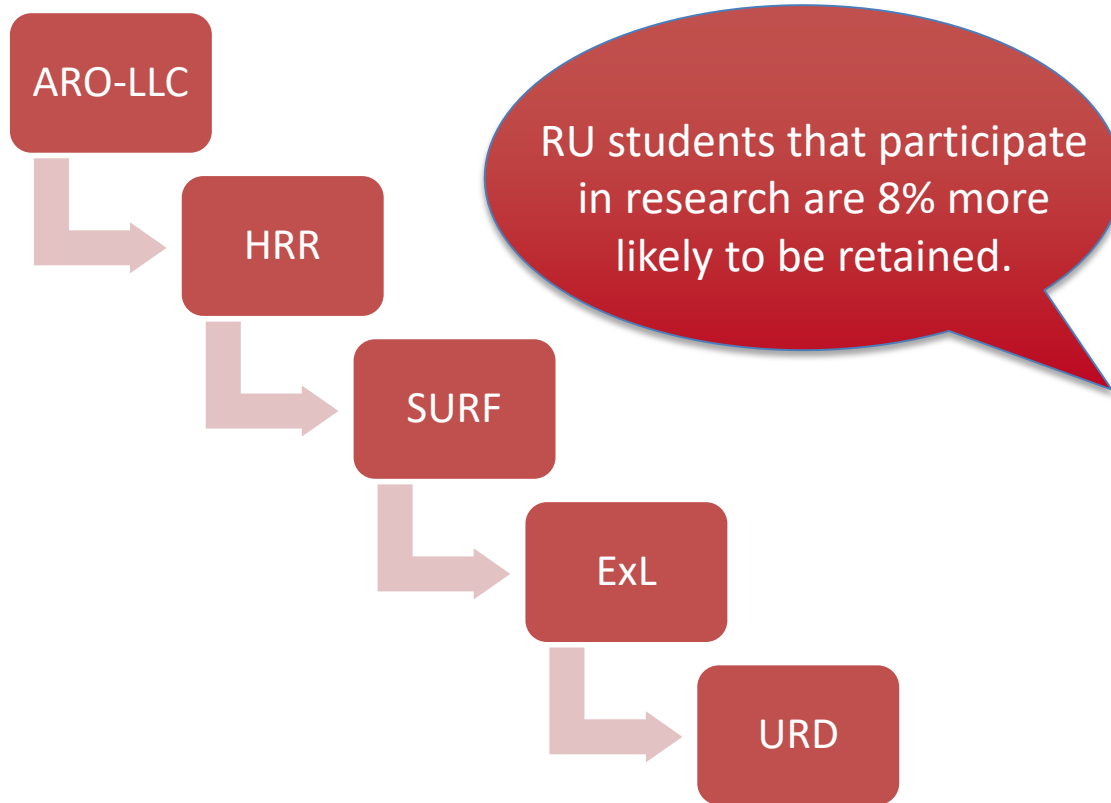 ARO-LLC
RU students that participate
in research are 8% more
likely to be retained.
HRR
SURF
ExL
URD